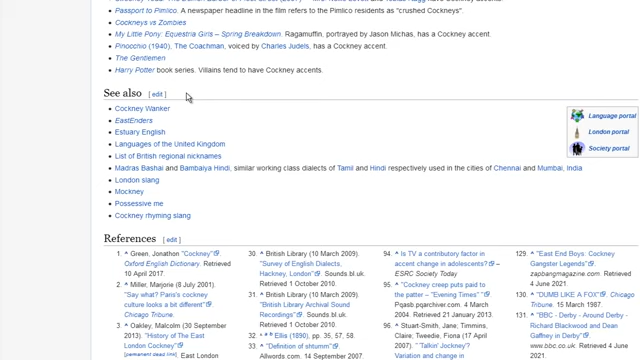 Passport to Pimlico. A newspaper headline in the film refers to the Pimlico residents as "crushed Cockneys".
Cockneys vs Zombies
My Little Pony: Equestria Girls – Spring Breakdown. Ragamuffin, portrayed by Jason Michas, has a Cockney accent
Pinocchio (1940), The Coachman, voiced by Charles Judels, has a Cockney accent.
The Gentlemen
Harry Potter book series. Villains tend to have Cockney accents.
See also [ edit ]
Cockney Wanker
EastEnders
Estuary English
Languages of the United Kingdom
List of British regional nicknames
Madras Bashai and Bambaiya Hindi, similar working class dialects of Tamil and Hindi respectively used in the cities of Chennai and Mumbai, India
London slang
Mockney
Possessive me
Cockney rhyming slang
Language portal
London portal
Society portal
References [ edit ]
1. ^ Green, Jonathon "Cockney".
Oxford English Dictionary. Retrieved
10 April 2017.
2. ^ Miller, Marjorie (8 July 2001).
"Say what? Paris's cockney
culture looks a bit different".
Chicago Tribune.
3. ^ Oakley, Malcolm (30 September
2013). "History of The East
London Cockney".
[permanent dead link] East London
30. ^ British Library (10 March 2009).
"Survey of English Dialects,
Hackney, London". Sounds.bl.uk.
Retrieved 1 October 2010.
31. ^ British Library (10 March 2009).
"British Library Archival Sound
Recordings". Sounds.bl.uk.
Retrieved 1 October 2010.
32. ^ a b Ellis (1890), pp. 35, 57, 58.
33. ^ "Definition of shtumm".
Allwords.com. 14 September 2007.
94. ^ Is TV a contributory factor in
accent change in adolescents? –
ESRC Society Today
95. ^ "Cockney creep puts paid to
the patter – "Evening Times"".
Pqasb.pqarchiver.com. 4 March
2004. Retrieved 21 January 2013.
96. ^ Stuart-Smith, Jane; Timmins,
Claire; Tweedie, Fiona (17 April
2007). "'Talkin' Jockney'?
Variation and change in
129. ^ "East End Boys: Cockney
Gangster Legends".
zapbangmagazine.com. Retrieved
4 September 2021.
130. ^ "DUMB LIKE A FOX". Chicago
Tribune. 15 March 1987.
131. ^ "BBC - Derby - Around Derby -
Richard Blackwood and Dean
Gaffney in Derby".
www.bbc.co.uk. Retrieved